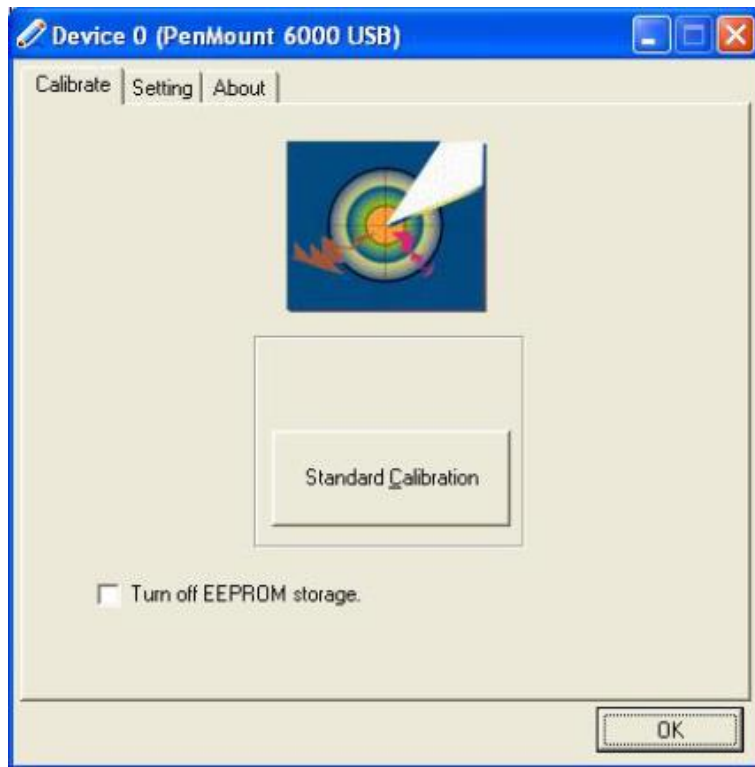 Device 0 (PenMount 6000 USB)
Calibrate Setting About
Standard Calibration
Turn off EEPROM storage.
OK